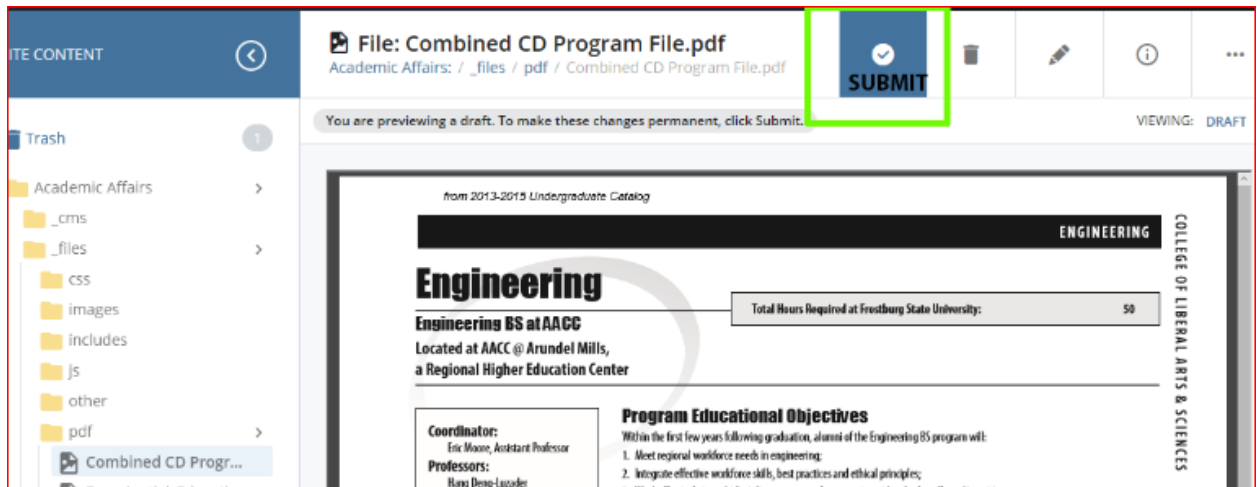 ITE CONTENT
File: Combined CD Program File.pdf
Academic Affairs: / _files / pdf / Combined CD Program File.pdf
SUBMIT
You are previewing a draft. To make these changes permanent, click Submit.
VIEWING: DRAFT
Trash
1
Academic Affairs
_cms
_files
css
images
includes
js
other
pdf
Combined CD Progr...
from 2013-2015 Undergraduate Catalog
ENGINEERING
COLLEGE OF LIBERAL ARTS & SCIENCES
Engineering
Total Hours Required at Frostburg State University: 50
Engineering BS at AACC
Located at AACC @ Arundel Mills,
a Regional Higher Education Center
Coordinator:
Eric Moore, Assistant Professor
Professors:
Program Educational Objectives
Within the first few years following graduation, alumni of the Engineering BS program will:
1. Meet regional workforce needs in engineering;
2. Integrate effective workforce skills, best practices and ethical principles;